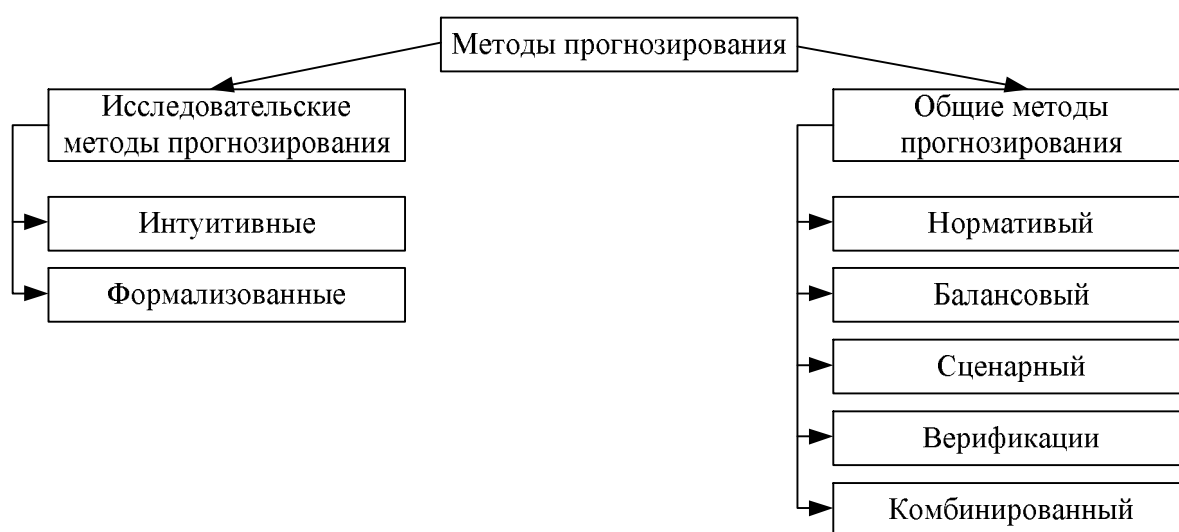 Методы прогнозирования
Исследовательские
методы прогнозирования
Интуитивные
Формализованные
Общие методы
прогнозирования
Нормативый
Балансовый
Сценарный
Верификации
Комбинированный